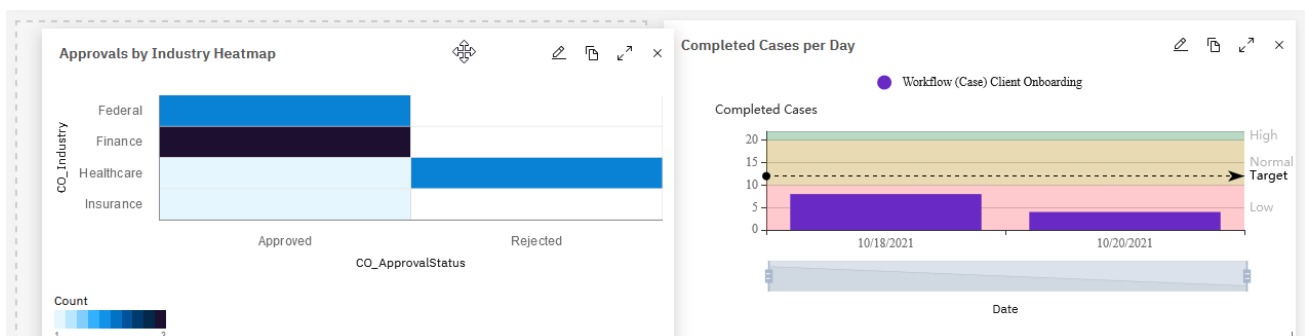 Approvals by Industry Heatmap
CO_Industry
Federal
Finance
Healthcare
Insurance
Approved Rejected
CO_ApprovalStatus
Count
Completed Cases per Day
Workflow (Case) Client Onboarding
Completed Cases
20
15
10
5
0
High
Normal
Target
Low
10/18/2021 10/20/2021
Date